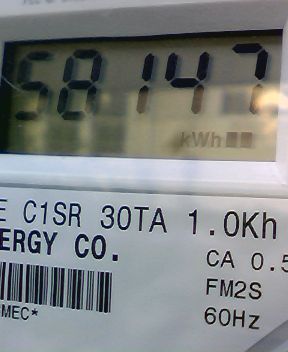 58147
kWh
E C1SR 30TA 1.0Kh
ERGY CO.
CA 0.5
FM2S
MEC*
60Hz